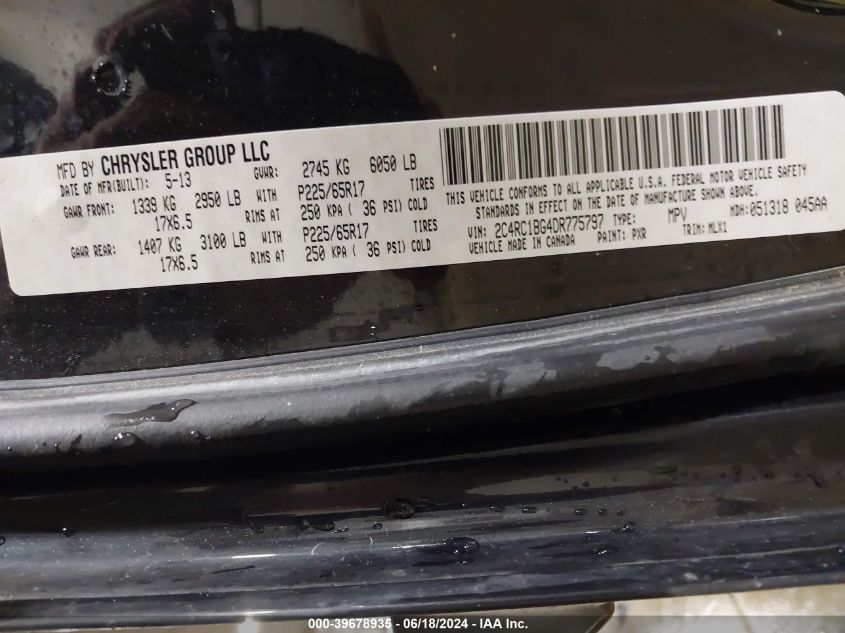 MFD BY CHRYSLER GROUP LLC
DATE OF MFR(BUILT): 5-13 GVWR: 2745 KG 6050 LB
GAWR FRONT: 1339 KG 2950 LB WITH P225/65R17 TIRES
17X6.5 RIMS AT 250 KPA ( 36 PSI) COLD
GAWR REAR: 1407 KG 3100 LB WITH P225/65R17 TIRES
17X6.5 RIMS AT 250 KPA ( 36 PSI) COLD
THIS VEHICLE CONFORMS TO ALL APPLICABLE U.S.A. FEDERAL MOTOR VEHICLE SAFETY
STANDARDS IN EFFECT ON THE DATE OF MANUFACTURE SHOWN ABOVE.
VIN: 2C4RC1BG4DR775797 TYPE: MPV MDH: 051318 045AA
VEHICLE MADE IN CANADA PAINT: PXR TRIM: MLX1
000-39678935 - 06/18/2024 - IAA Inc.